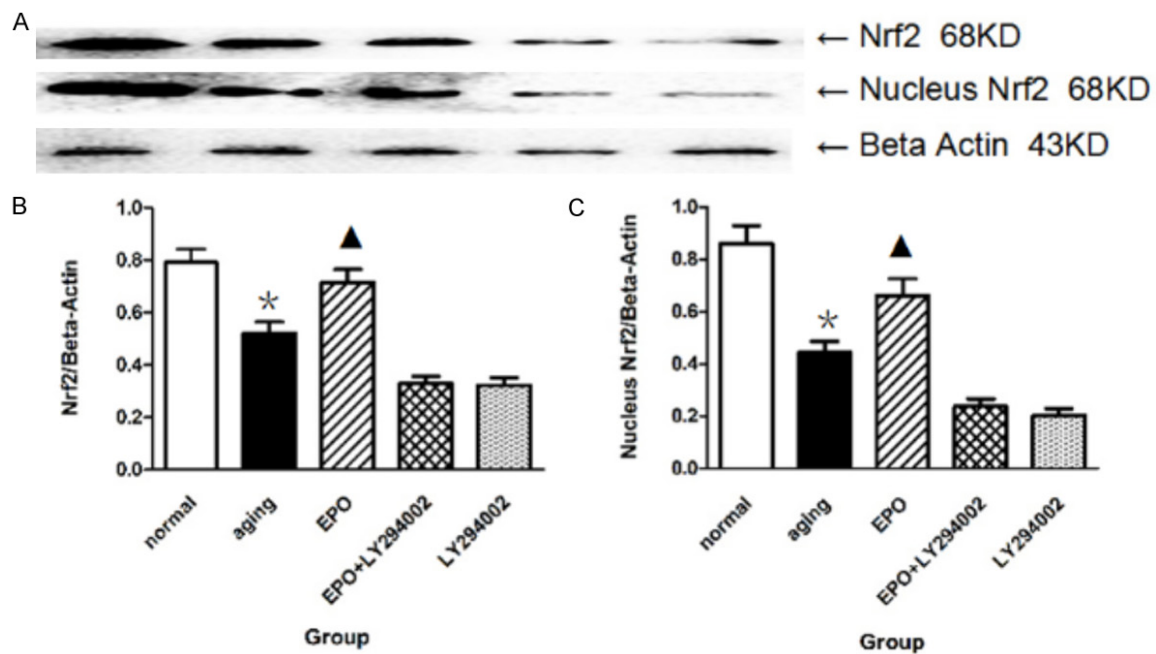 A
← Nrf2 68KD
← Nucleus Nrf2 68KD
← Beta Actin 43KD
B
Nrf2/Beta-Actin
1.0
0.8
0.6
0.4
0.2
0.0
*
▲
normal
aging
EPO
EPO+LY294002
LY294002
Group
C
Nucleus Nrf2/Beta-Actin
1.0
0.8
0.6
0.4
0.2
0.0
*
▲
normal
aging
EPO
EPO+LY294002
LY294002
Group